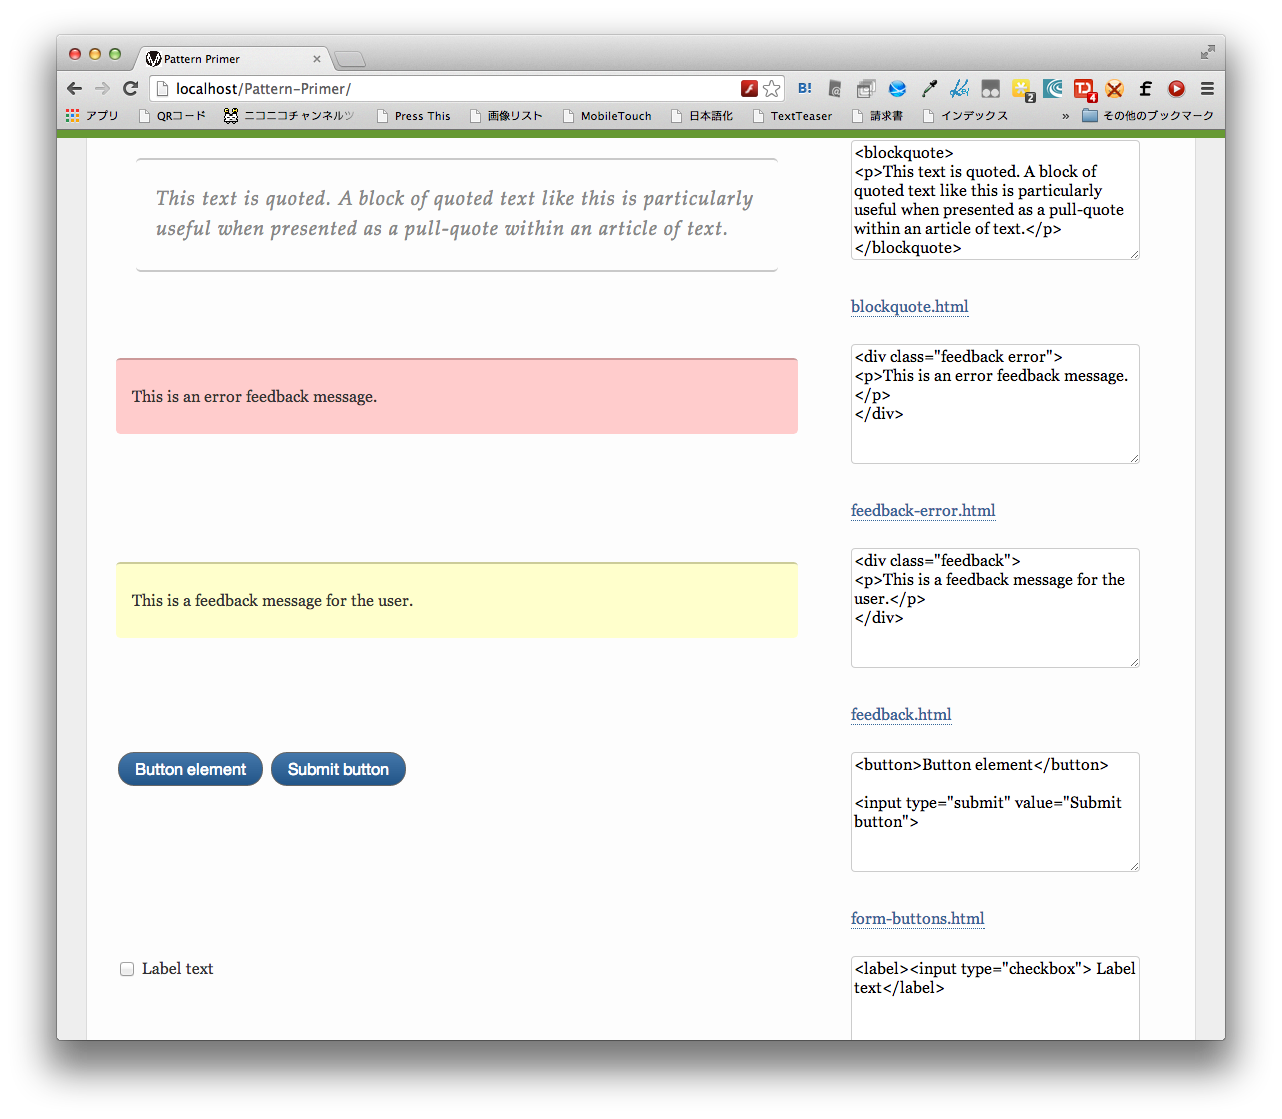 Pattern Primer
localhost/Pattern-Primer/
B!
2
4
アプリ QRコード ニコニコチャンネルツ Press This 画像リスト MobileTouch 日本語化 TextTeaser 請求書 インデックス » その他のブックマーク
This text is quoted. A block of quoted text like this is particularly
useful when presented as a pull-quote within an article of text.
<blockquote>
<p>This text is quoted. A block of
quoted text like this is particularly
useful when presented as a pull-quote
within an article of text.</p>
</blockquote>
blockquote.html
This is an error feedback message.
<div class="feedback error">
<p>This is an error feedback message.
</p>
</div>
feedback-error.html
This is a feedback message for the user.
<div class="feedback">
<p>This is a feedback message for the
user.</p>
</div>
feedback.html
Button element Submit button
<button>Button element</button>
<input type="submit" value="Submit
button">
form-buttons.html
Label text
<label><input type="checkbox"> Label
text</label>